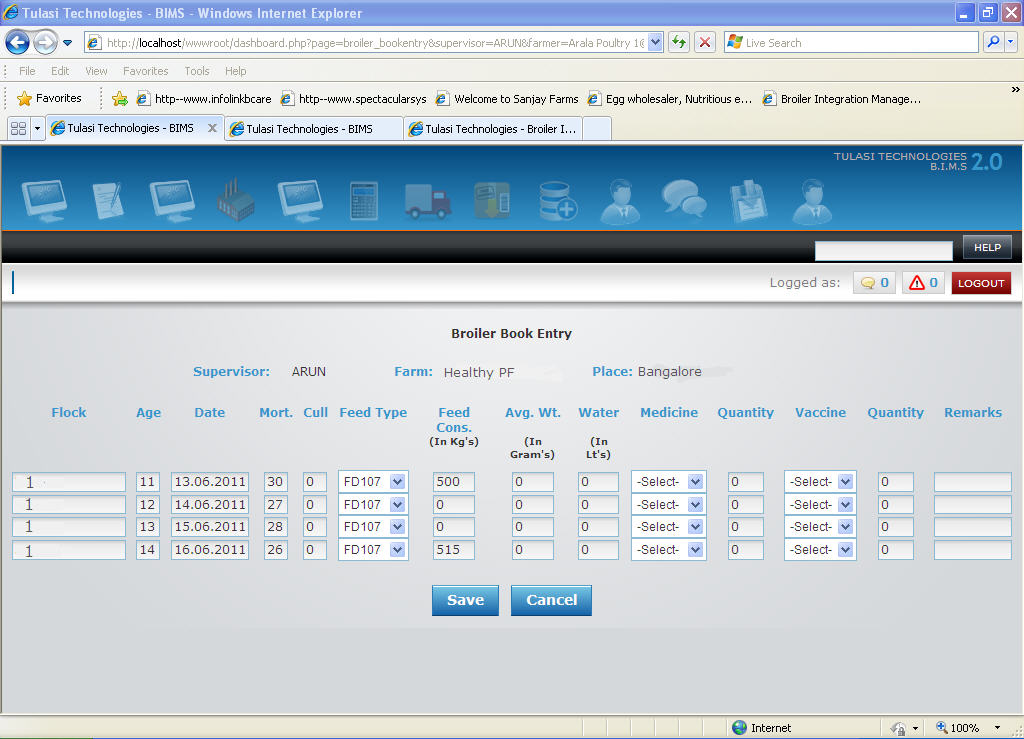 Tulasi Technologies - BIMS - Windows Internet Explorer
http://localhost/wwwroot/dashboard.php?page=broiler_bookentry&supervisor=ARUN&farmer=Arala Poultry 1@ Live Search
File Edit View Favorites Tools Help
Favorites http--www.infolinkbcare http--www.spectacularsys Welcome to Sanjay Farms Egg wholesaler, Nutritious e... Broiler Integration Manage... »
Tulasi Technologies - BIMS X Tulasi Technologies - BIMS Tulasi Technologies - Broiler I...
TULASI TECHNOLOGIES 2.0
B.I.M.S
HELP
Logged as: 0 0 LOGOUT
Broiler Book Entry
Supervisor: ARUN Farm: Healthy PF Place: Bangalore
Flock Age Date Mort. Cull Feed Type Feed Cons. (In Kg's) Avg. Wt. (In Gram's) Water (In Lt's) Medicine Quantity Vaccine Quantity Remarks
1 11 13.06.2011 30 0 FD107 500 0 0 -Select- 0 -Select- 0
1 12 14.06.2011 27 0 FD107 0 0 0 -Select- 0 -Select- 0
1 13 15.06.2011 28 0 FD107 0 0 0 -Select- 0 -Select- 0
1 14 16.06.2011 26 0 FD107 515 0 0 -Select- 0 -Select- 0
Save Cancel
Internet 100%